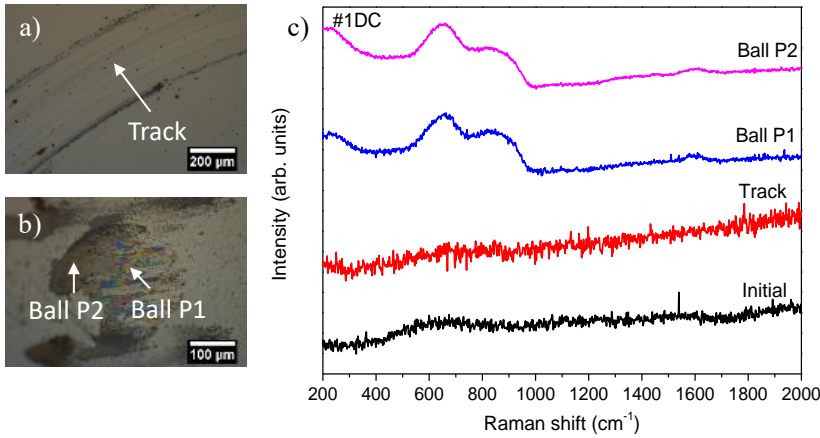 a)
Track
200 µm
b)
Ball P2
Ball P1
100 µm
c)
#1DC
Ball P2
Ball P1
Track
Initial
Intensity (arb. units)
200 400 600 800 1000 1200 1400 1600 1800 2000
Raman shift (cm⁻¹)